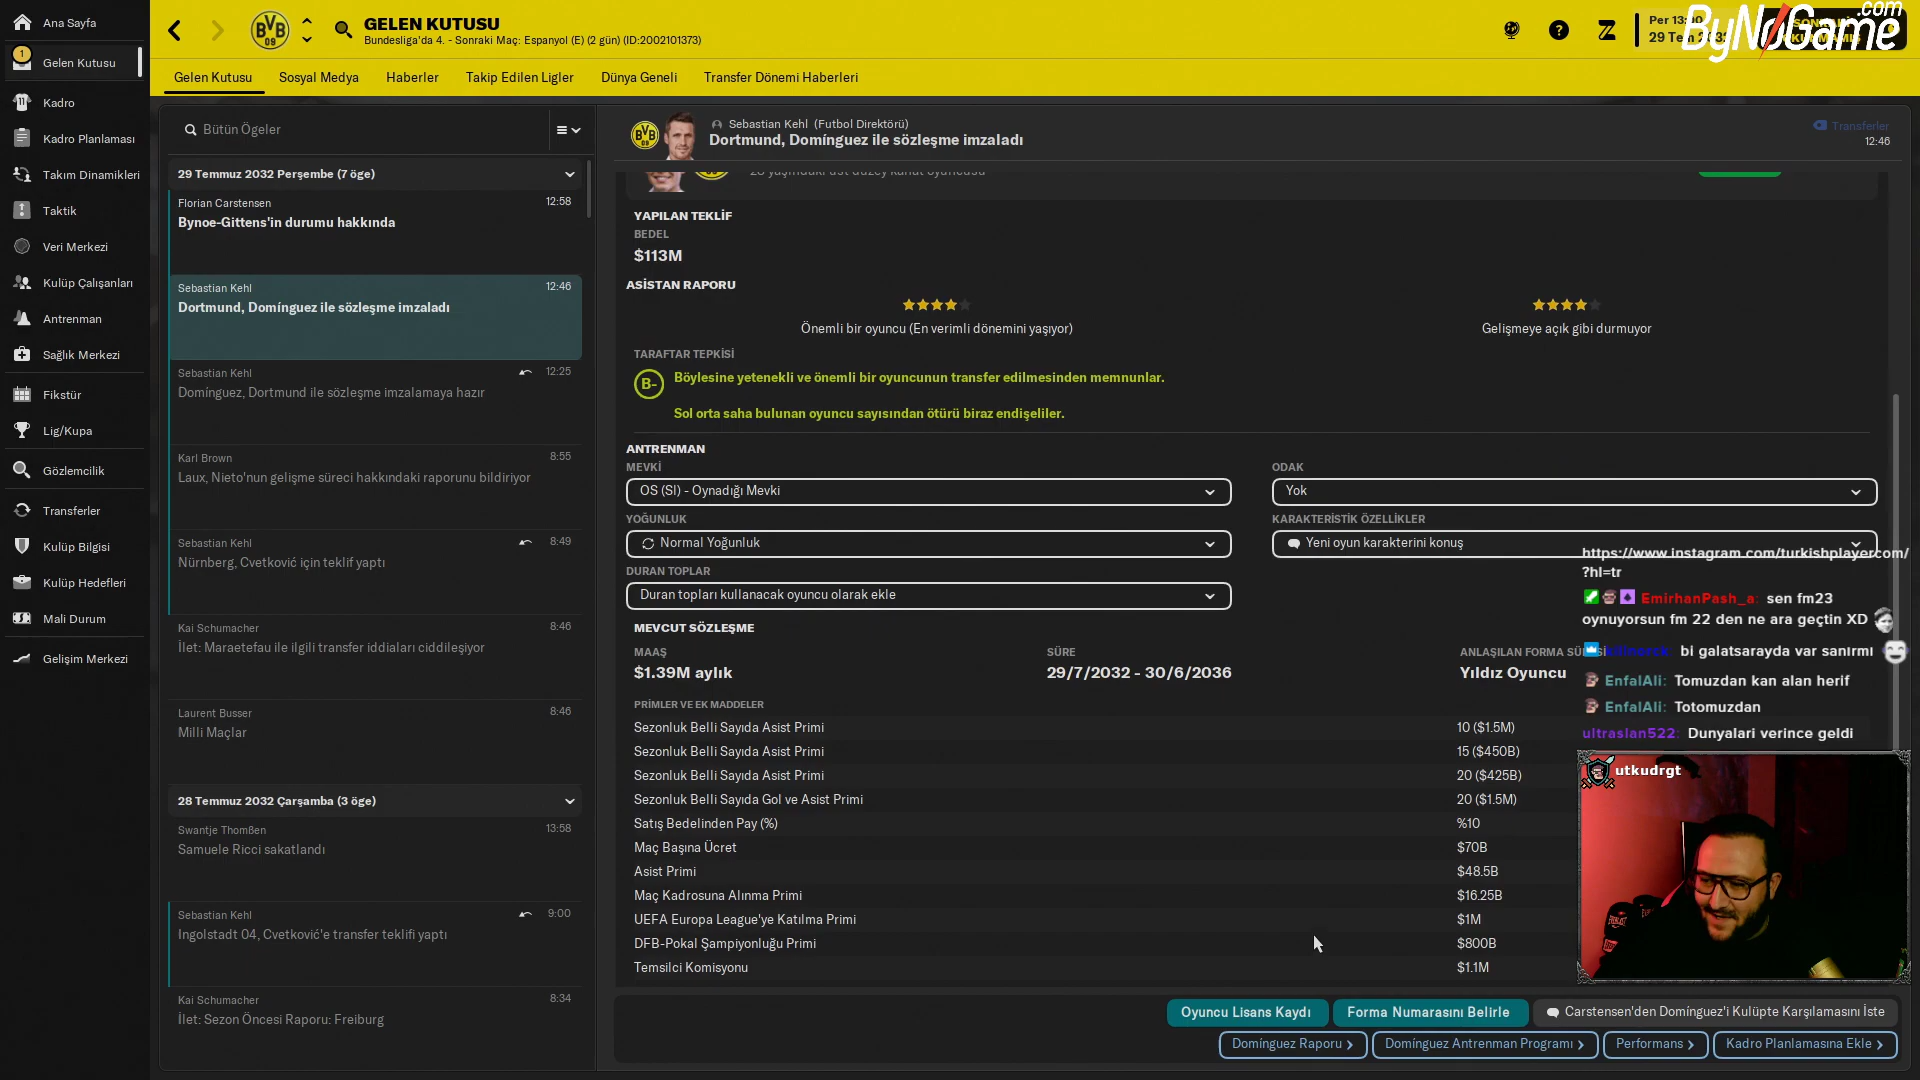 Ana Sayfa
1
Gelen Kutusu
Kadro
Kadro Planlaması
Takım Dinamikleri
Taktik
Veri Merkezi
Kulüp Çalışanları
Antrenman
Sağlık Merkezi
Fikstür
Lig/Kupa
Gözlemcilik
Transferler
Kulüp Bilgisi
Kulüp Hedefleri
Mali Durum
Gelişim Merkezi
BVB 09
GELEN KUTUSU
Bundesliga'da 4. - Sonraki Maç: Espanyol (E) (2 gün) (ID:2002101373)
Per 13:00
29 Tem 2032
ByNoGame.com
Gelen Kutusu
Sosyal Medya
Haberler
Takip Edilen Ligler
Dünya Geneli
Transfer Dönemi Haberleri
Bütün Ögeler
29 Temmuz 2032 Perşembe (7 öge)
Florian Carstensen 12:58
Bynoe-Gittens'in durumu hakkında
Sebastian Kehl 12:46
Dortmund, Domínguez ile sözleşme imzaladı
Sebastian Kehl 12:25
Domínguez, Dortmund ile sözleşme imzalamaya hazır
Karl Brown 8:55
Laux, Nieto'nun gelişme süreci hakkındaki raporunu bildiriyor
Sebastian Kehl 8:49
Nürnberg, Cvetković için teklif yaptı
Kai Schumacher 8:46
İlet: Maraetefau ile ilgili transfer iddiaları ciddileşiyor
Laurent Busser 8:46
Milli Maçlar
28 Temmuz 2032 Çarşamba (3 öge)
Swantje Thomßen 13:58
Samuele Ricci sakatlandı
Sebastian Kehl 9:00
Ingolstadt 04, Cvetković'e transfer teklifi yaptı
Kai Schumacher 8:34
İlet: Sezon Öncesi Raporu: Freiburg
Sebastian Kehl (Futbol Direktörü)
Dortmund, Domínguez ile sözleşme imzaladı
Transferler
12:46
YAPILAN TEKLİF
BEDEL
$113M
ASİSTAN RAPORU
Önemli bir oyuncu (En verimli dönemini yaşıyor)
Gelişmeye açık gibi durmuyor
TARAFTAR TEPKİSİ
B-
Böylesine yetenekli ve önemli bir oyuncunun transfer edilmesinden memnunlar.
Sol orta saha bulunan oyuncu sayısından ötürü biraz endişeliler.
ANTRENMAN
MEVKİ
OS (Sl) - Oynadığı Mevki
ODAK
Yok
YOĞUNLUK
Normal Yoğunluk
KARAKTERİSTİK ÖZELLİKLER
Yeni oyun karakterini konuş
DURAN TOPLAR
Duran topları kullanacak oyuncu olarak ekle
MEVCUT SÖZLEŞME
MAAŞ
$1.39M aylık
SÜRE
29/7/2032 - 30/6/2036
ANLAŞILAN FORMA
Yıldız Oyuncu
PRİMLER VE EK MADDELER
Sezonluk Belli Sayıda Asist Primi 10 ($1.5M)
Sezonluk Belli Sayıda Asist Primi 15 ($450B)
Sezonluk Belli Sayıda Asist Primi 20 ($425B)
Sezonluk Belli Sayıda Gol ve Asist Primi 20 ($1.5M)
Satış Bedelinden Pay (%) %10
Maç Başına Ücret $70B
Asist Primi $48.5B
Maç Kadrosuna Alınma Primi $16.25B
UEFA Europa League'ye Katılma Primi $1M
DFB-Pokal Şampiyonluğu Primi $800B
Temsilci Komisyonu $1.1M
https://www.instagram.com/turkishplayercom/
?hl=tr
EmirhanPash_a: sen fm23
oynuyorsun fm 22 den ne ara geçtin XD
bi galatsarayda var sanırmı
EnfalAli: Tomuzdan kan alan herif
EnfalAli: Totomuzdan
ultraslan522: Dunyalari verince geldi
utkudrgt
Oyuncu Lisans Kaydı
Forma Numarasını Belirle
Carstensen'den Domínguez'i Kulüpte Karşılamasını İste
Domínguez Raporu
Domínguez Antrenman Programı
Performans
Kadro Planlamasına Ekle